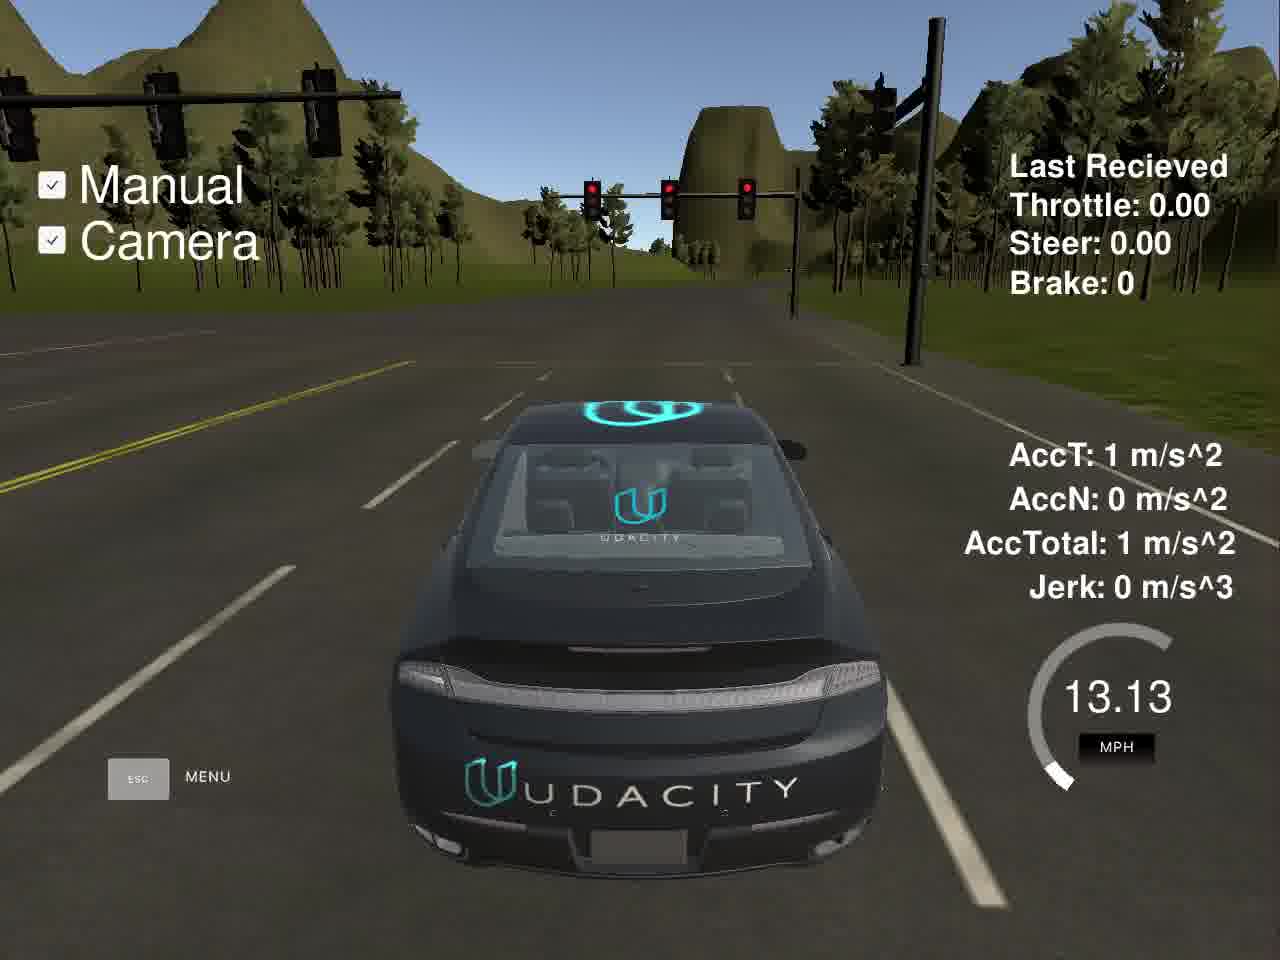 Manual
Camera
Last Recieved
Throttle: 0.00
Steer: 0.00
Brake: 0
AccT: 1 m/s^2
AccN: 0 m/s^2
AccTotal: 1 m/s^2
Jerk: 0 m/s^3
13.13
MPH
ESC MENU
UDACITY
UDACITY